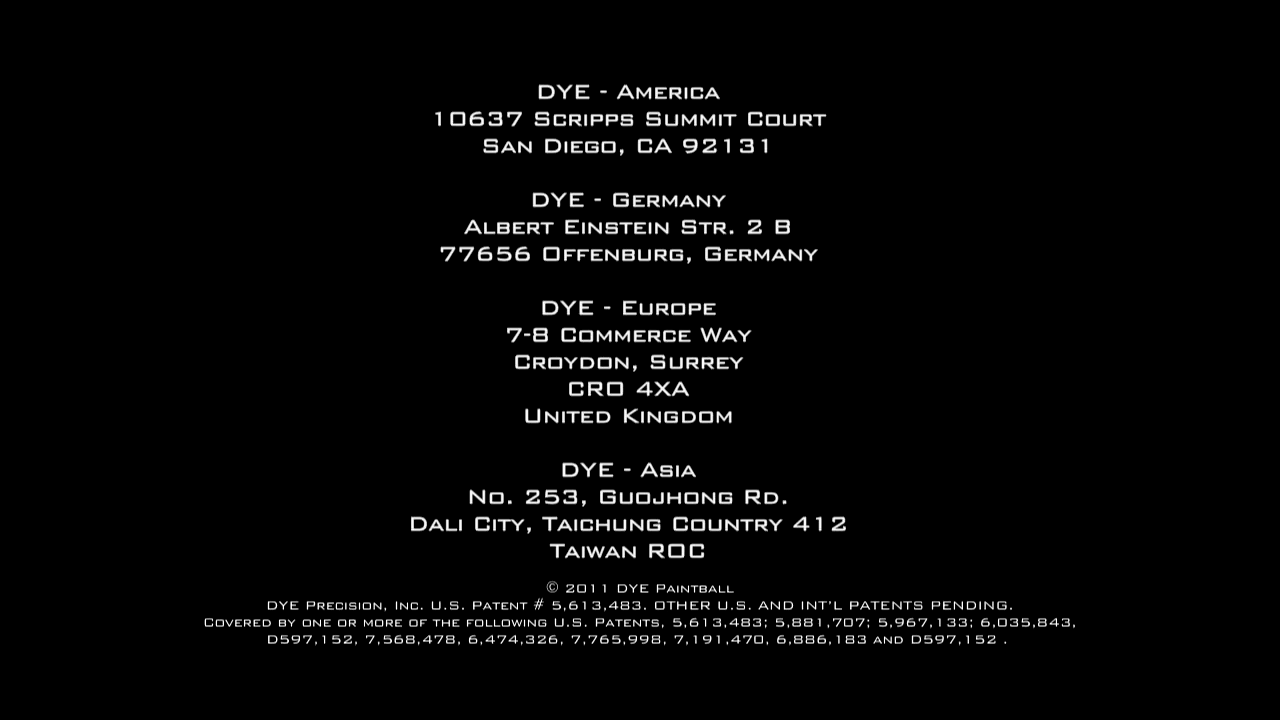 DYE - America
10637 Scripps Summit Court
San Diego, CA 92131
DYE - Germany
Albert Einstein Str. 2 B
77656 Offenburg, Germany
DYE - Europe
7-8 Commerce Way
Croydon, Surrey
CR0 4XA
United Kingdom
DYE - Asia
No. 253, Guojhong Rd.
Dali City, Taichung Country 412
Taiwan ROC
© 2011 DYE Paintball
DYE Precision, Inc. U.S. Patent # 5,613,483. OTHER U.S. AND INT'L PATENTS PENDING.
Covered by one or more of the following U.S. Patents, 5,613,483; 5,881,707; 5,967,133; 6,035,843,
D597,152, 7,568,478, 6,474,326, 7,765,998, 7,191,470, 6,886,183 and D597,152 .